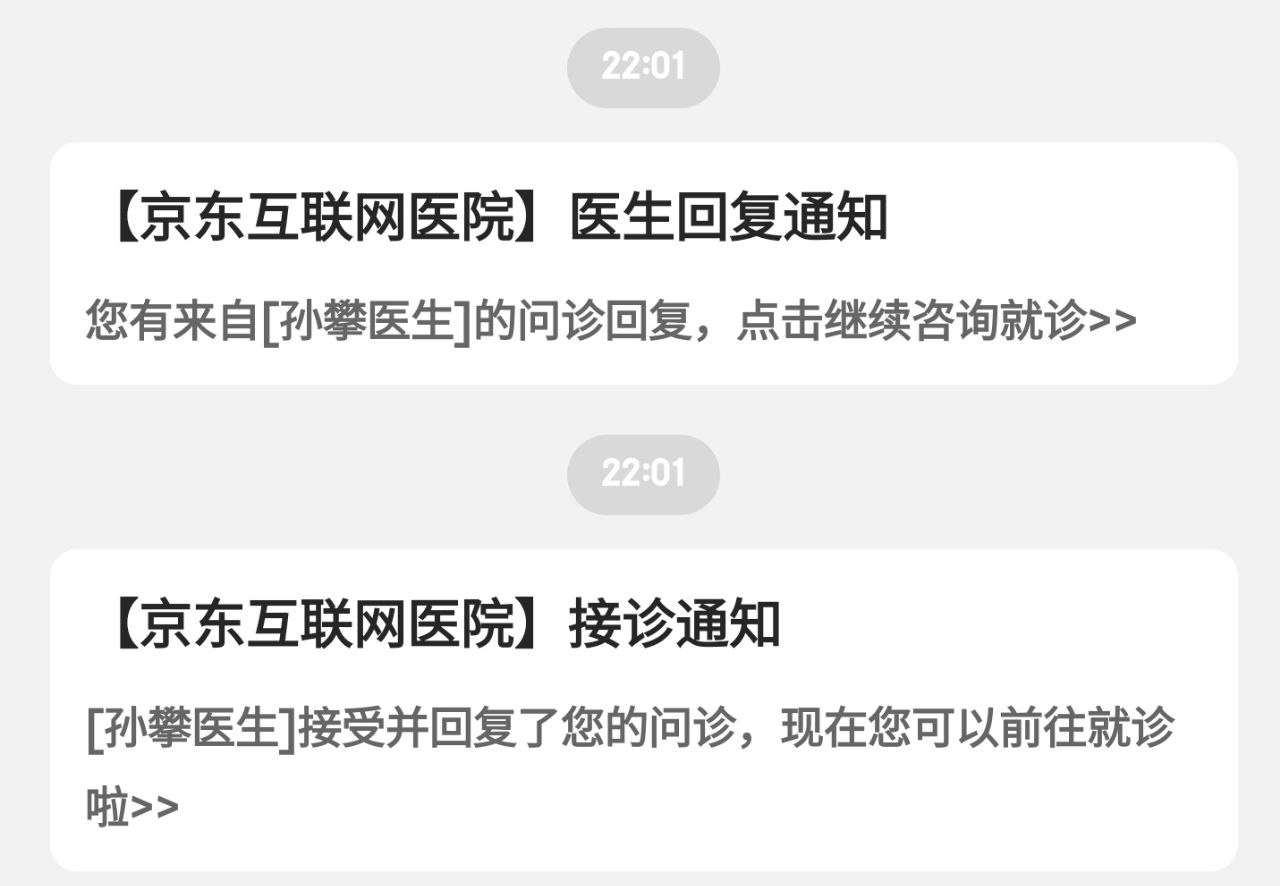 22:01
【京东互联网医院】医生回复通知
您有来自[孙攀医生]的问诊回复，点击继续咨询就诊>>
22:01
【京东互联网医院】接诊通知
[孙攀医生]接受并回复了您的问诊，现在您可以前往就诊
啦>>